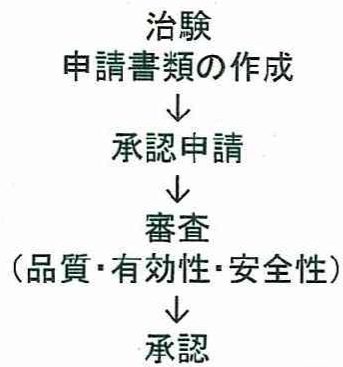 治験
申請書類の作成
↓
承認申請
↓
審査
（品質・有効性・安全性）
↓
承認